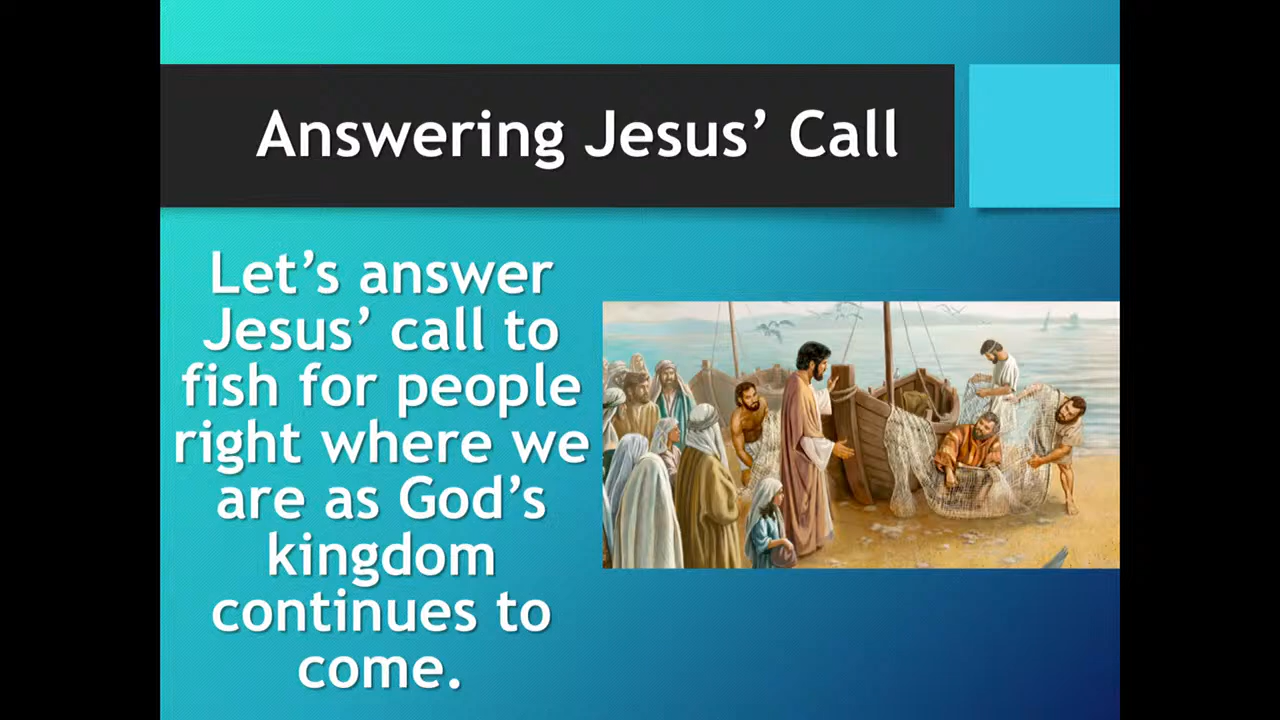 Answering Jesus’ Call
Let’s answer
Jesus’ call to
fish for people
right where we
are as God’s
kingdom
continues to
come.